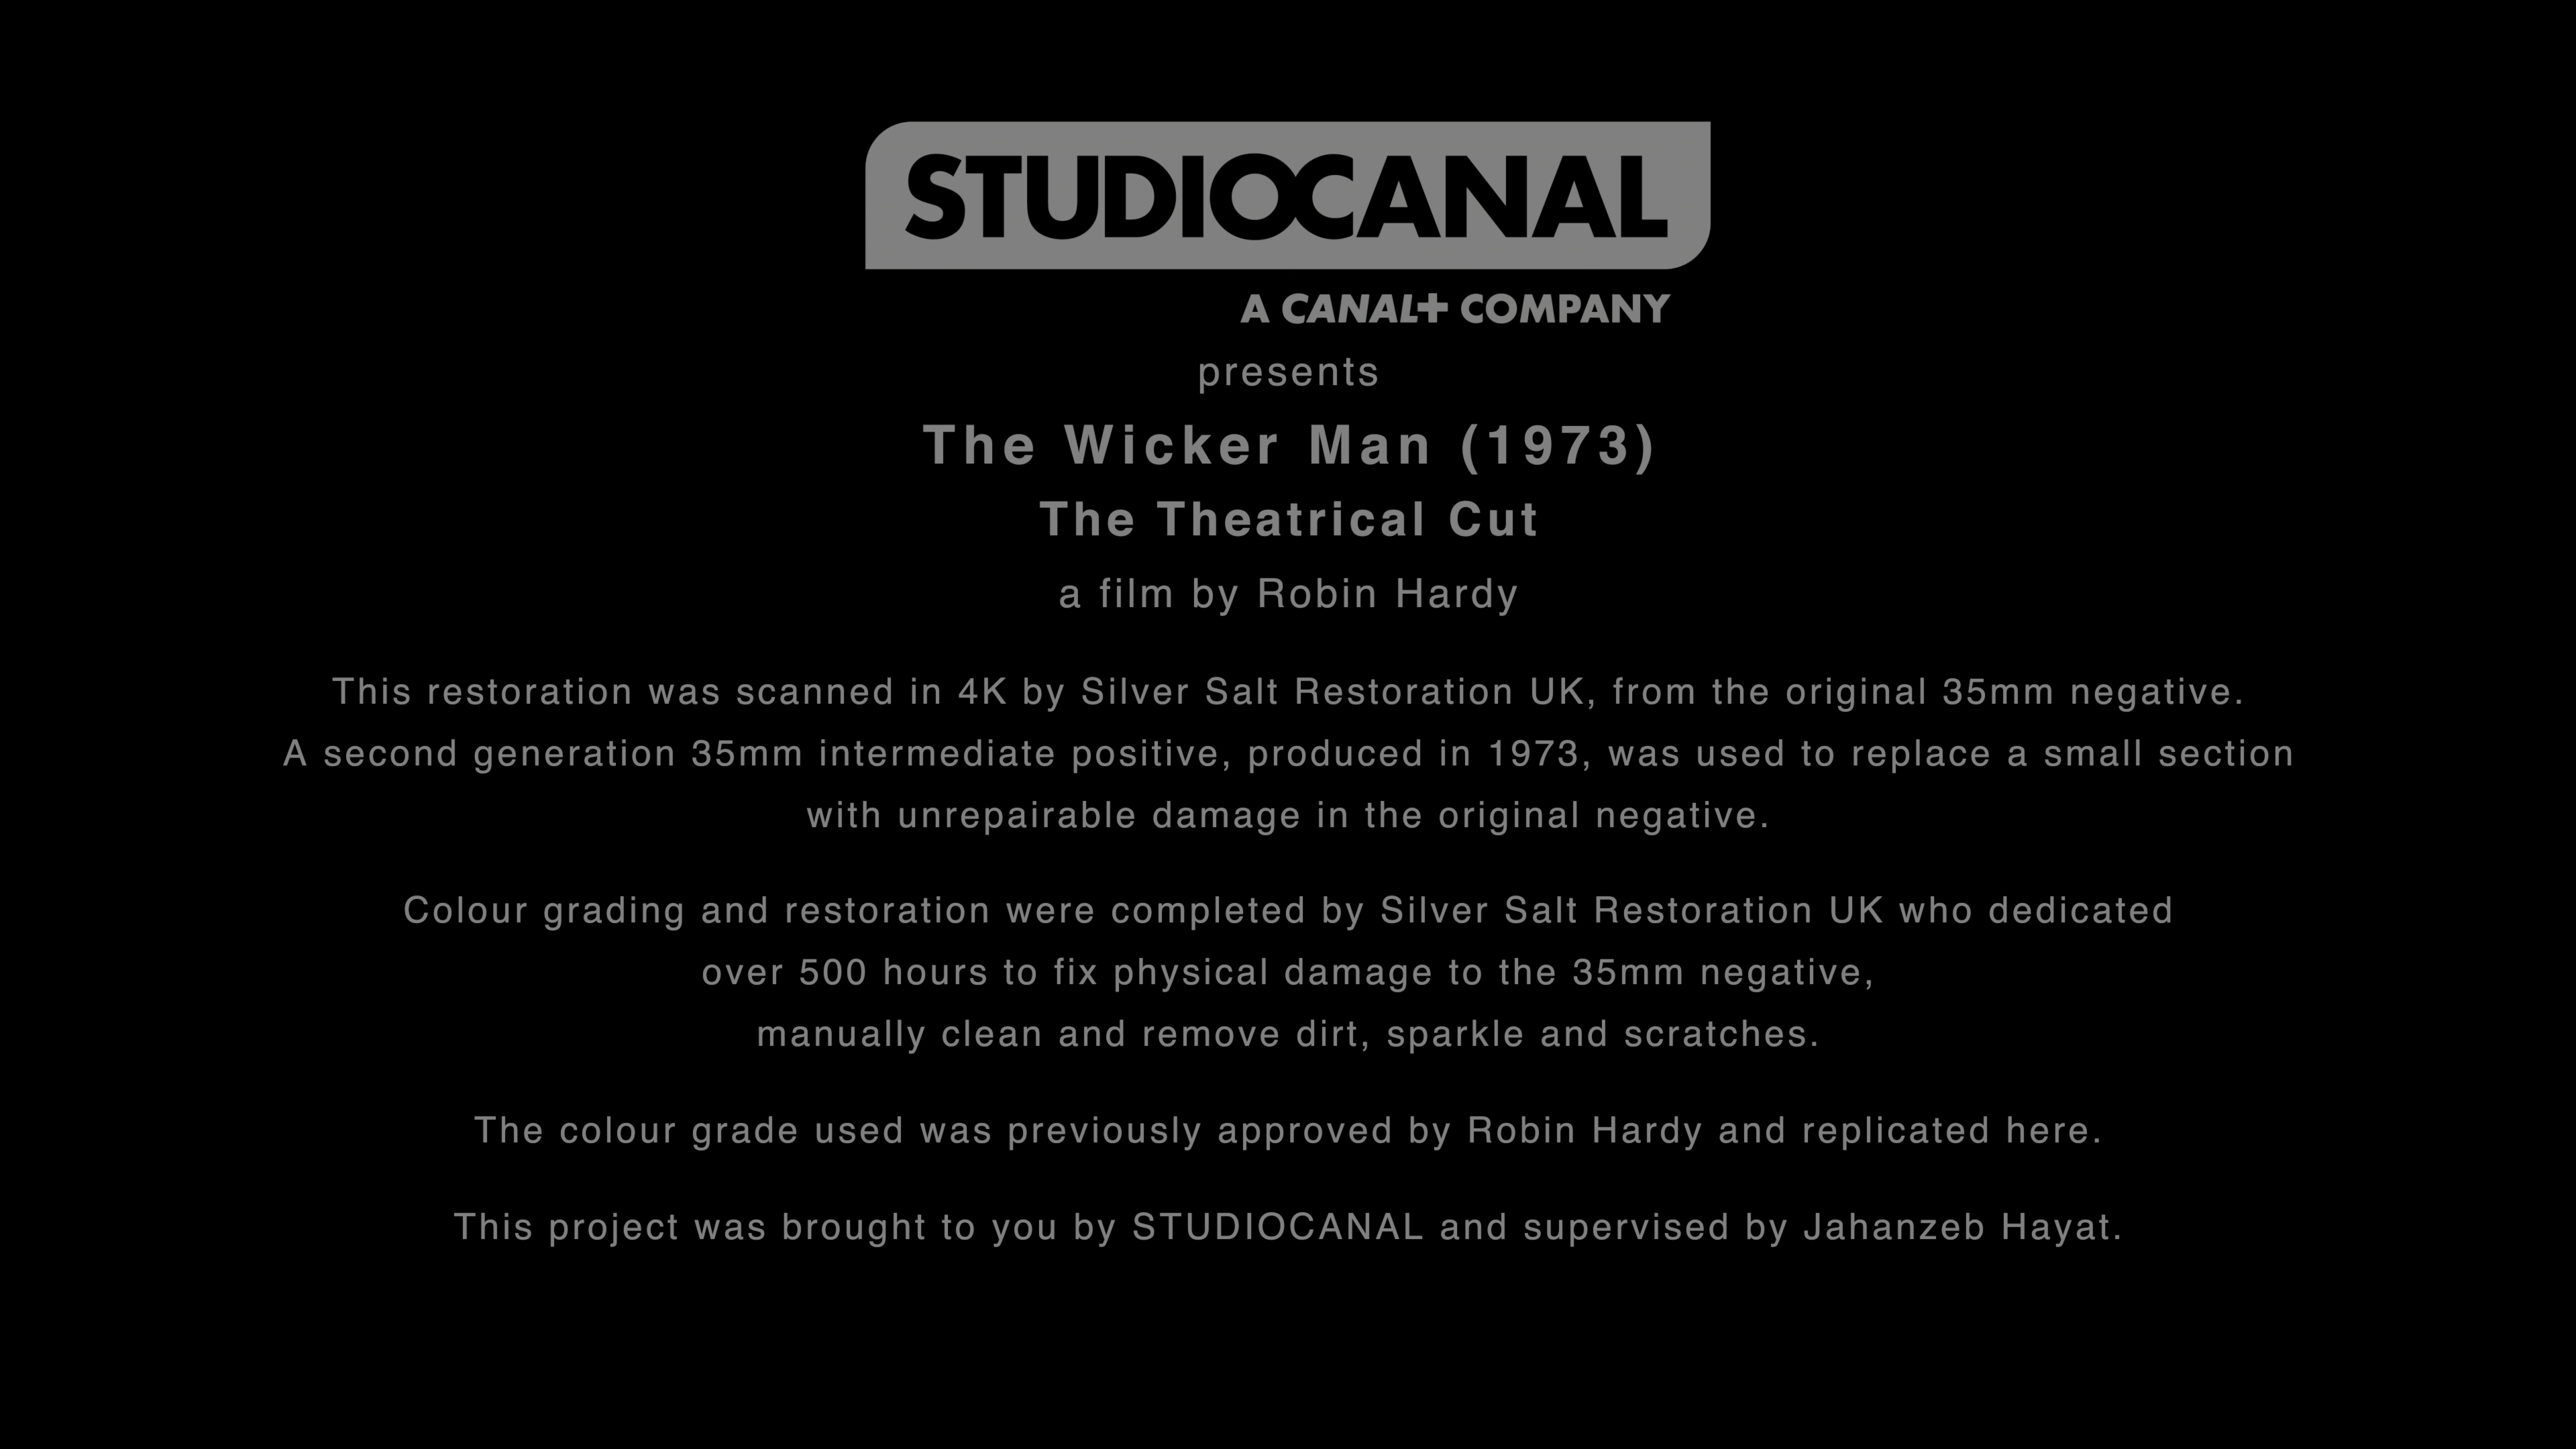 STUDIOCANAL
A CANAL+ COMPANY
presents
The Wicker Man (1973)
The Theatrical Cut
a film by Robin Hardy
This restoration was scanned in 4K by Silver Salt Restoration UK, from the original 35mm negative.
A second generation 35mm intermediate positive, produced in 1973, was used to replace a small section
with unrepairable damage in the original negative.
Colour grading and restoration were completed by Silver Salt Restoration UK who dedicated
over 500 hours to fix physical damage to the 35mm negative,
manually clean and remove dirt, sparkle and scratches.
The colour grade used was previously approved by Robin Hardy and replicated here.
This project was brought to you by STUDIOCANAL and supervised by Jahanzeb Hayat.